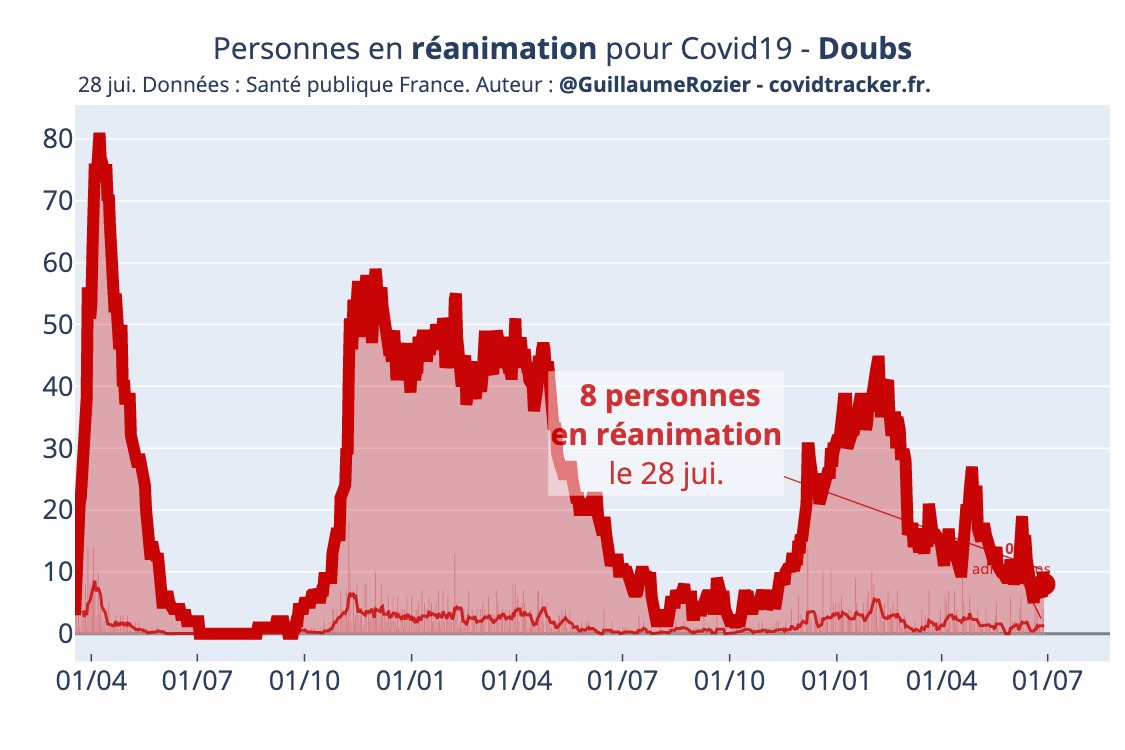 Personnes en réanimation pour Covid19 - Doubs
28 jui. Données : Santé publique France. Auteur : @GuillaumeRozier - covidtracker.fr.
80
70
60
50
40
30
20
10
0
8 personnes
en réanimation
le 28 jui.
0
01/04 01/07 01/10 01/01 01/04 01/07 01/10 01/01 01/04 01/07